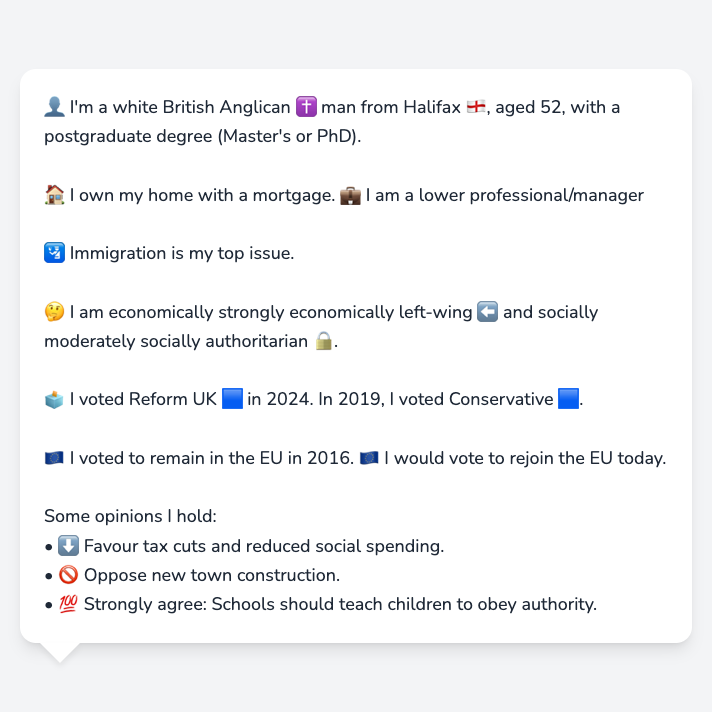 👤 I'm a white British Anglican ✝️ man from Halifax 🏴󠁧󠁢󠁥󠁮󠁧󠁿, aged 52, with a
postgraduate degree (Master's or PhD).
🏠 I own my home with a mortgage. 💼 I am a lower professional/manager
🛂 Immigration is my top issue.
🤔 I am economically strongly economically left-wing ⬅️ and socially
moderately socially authoritarian 🔒.
🗳️ I voted Reform UK 🟦 in 2024. In 2019, I voted Conservative 🟦.
🇪🇺 I voted to remain in the EU in 2016. 🇪🇺 I would vote to rejoin the EU today.
Some opinions I hold:
• ⬇️ Favour tax cuts and reduced social spending.
• 🚫 Oppose new town construction.
• 💯 Strongly agree: Schools should teach children to obey authority.